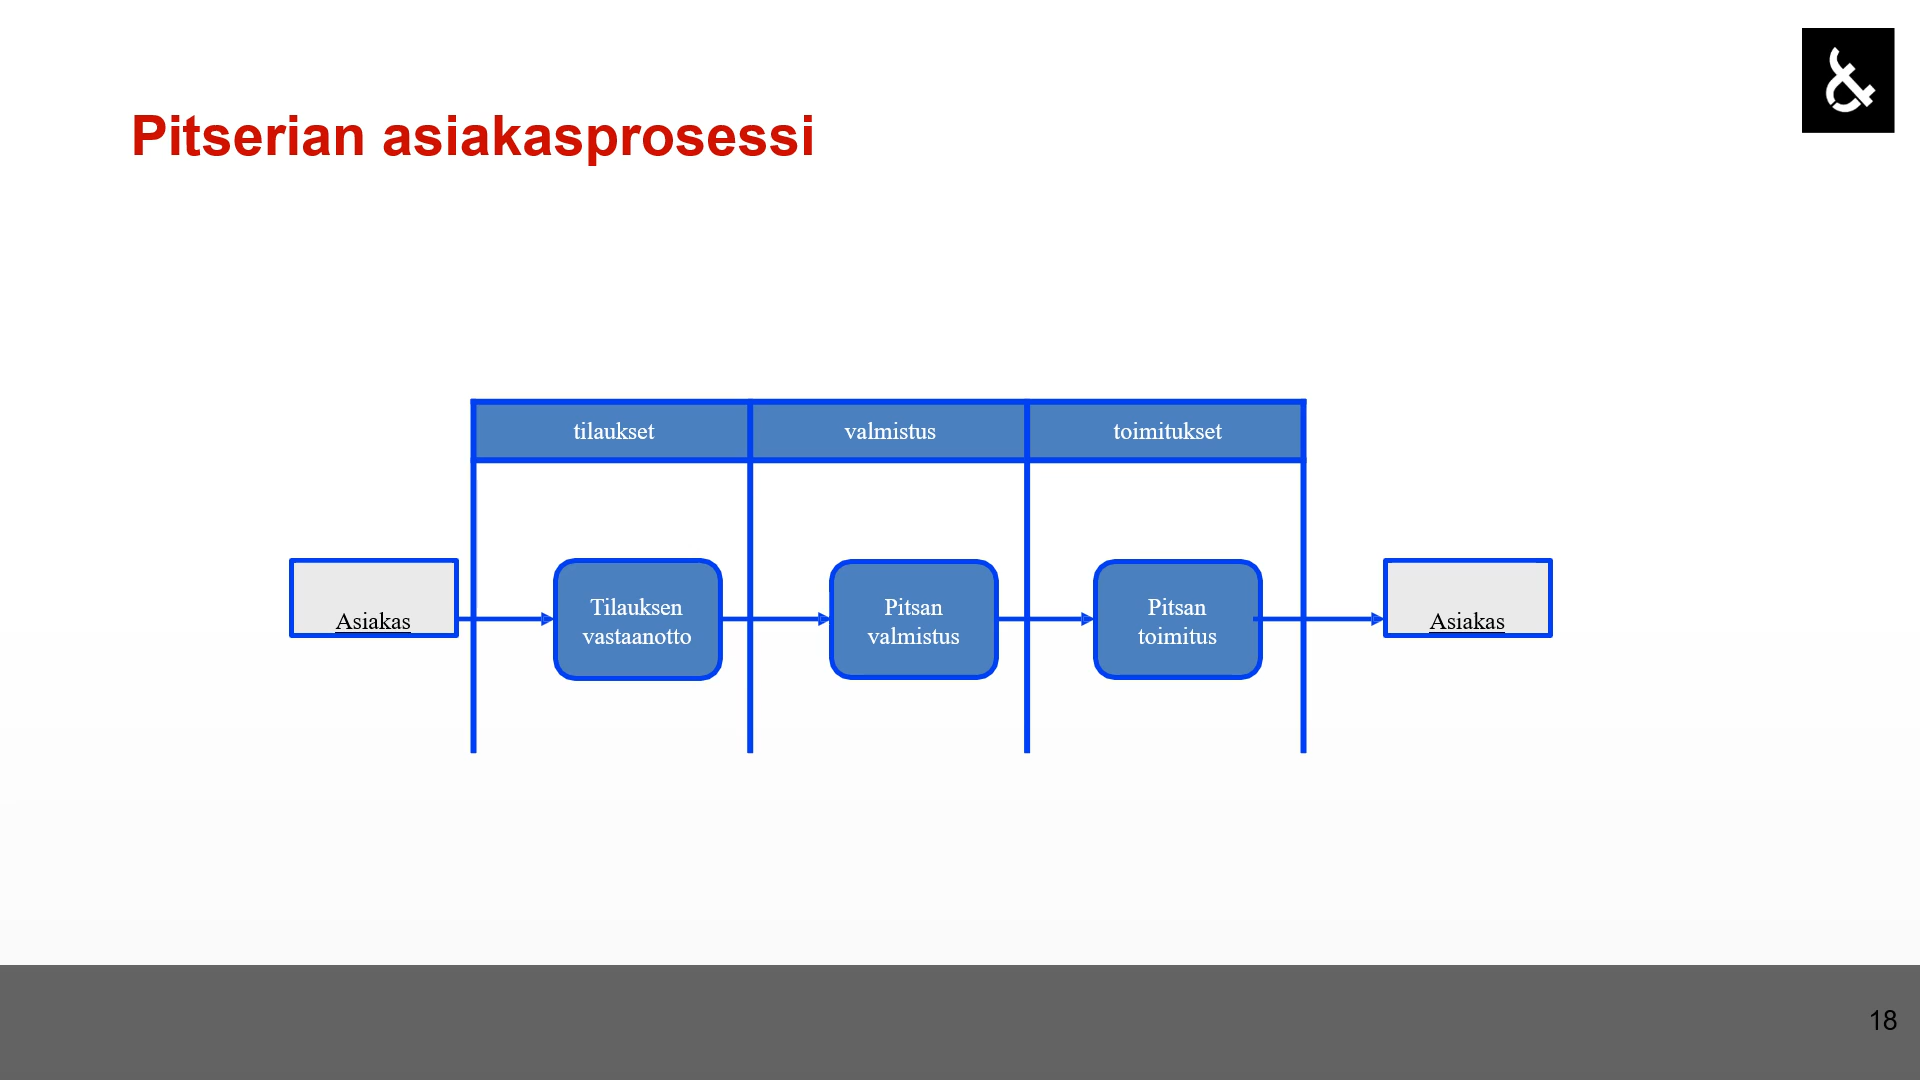 &
Pitserian asiakasprosessi
tilaukset
valmistus
toimitukset
Asiakas
Tilauksen
vastaanotto
Pitsan
valmistus
Pitsan
toimitus
Asiakas
18